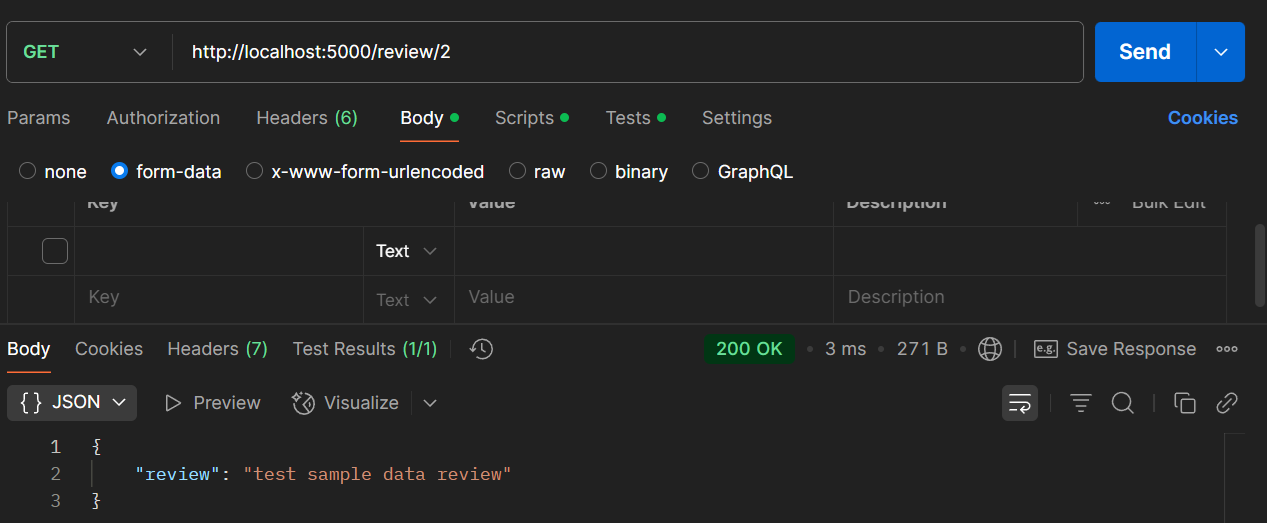 GET http://localhost:5000/review/2 Send
Params Authorization Headers (6) Body Scripts Tests Settings Cookies
none form-data x-www-form-urlencoded raw binary GraphQL
Key Value Description Bulk Edit
Text
Key Text Value Description
Body Cookies Headers (7) Test Results (1/1) 200 OK 3 ms 271 B e.g. Save Response
{} JSON Preview Visualize
1 {
2 "review": "test sample data review"
3 }